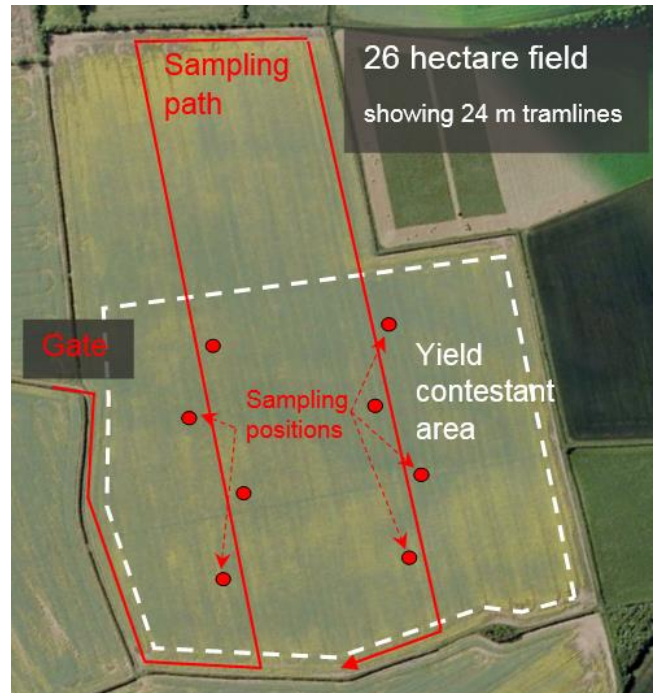 Sampling
path
26 hectare field
showing 24 m tramlines
Gate
Yield
contestant
area
Sampling
positions